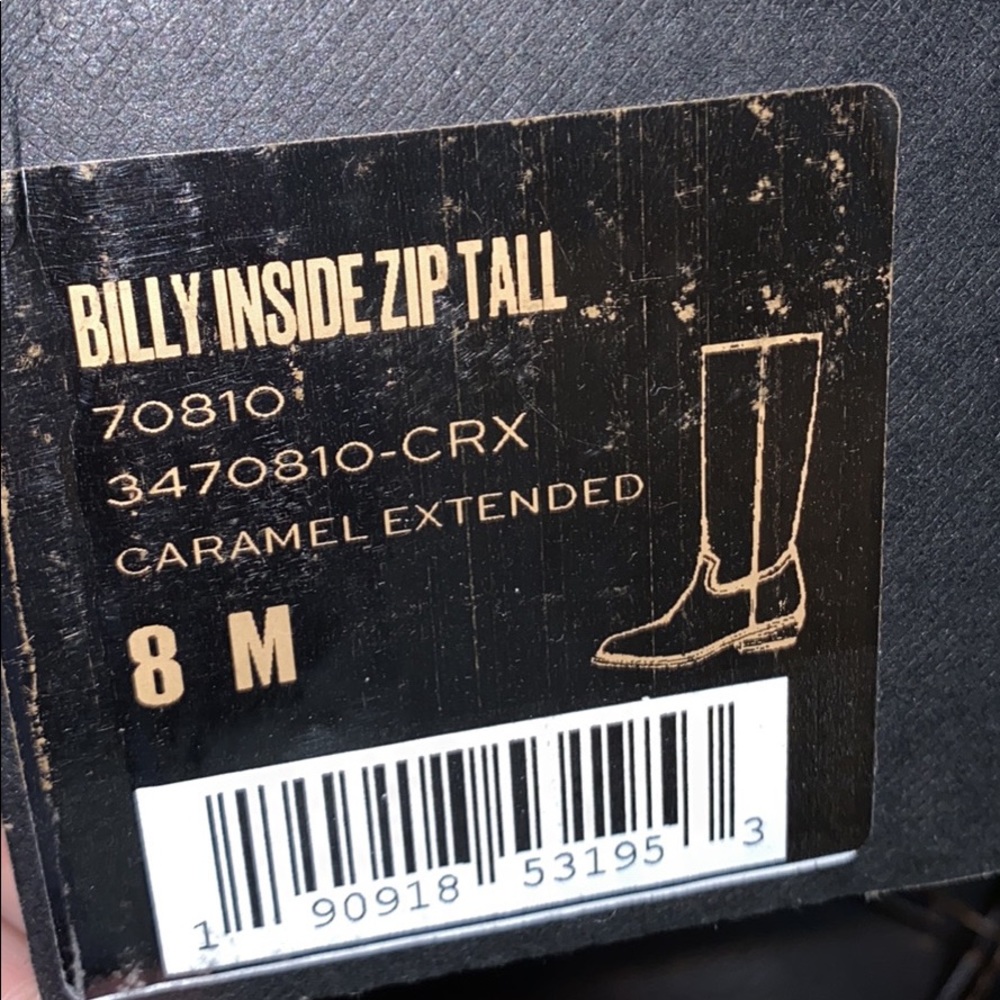 BILLY INSIDE ZIP TALL
70810
3470810-CRX
CARAMEL EXTENDED
8 M
1 90918 53195 3